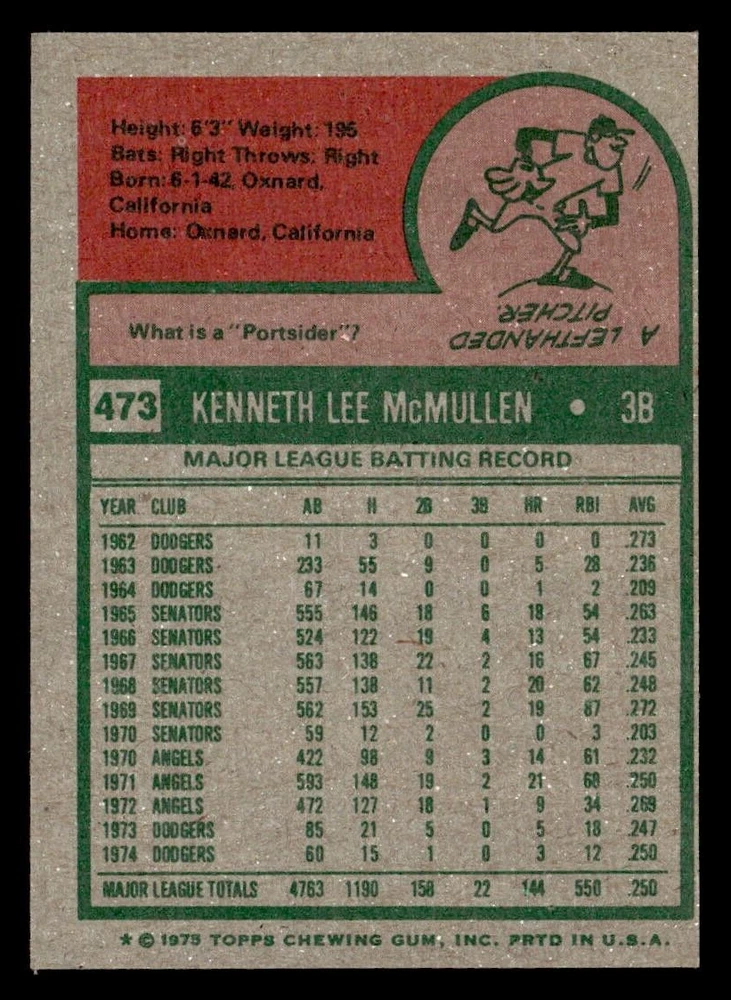 Height: 6'3" Weight: 195
Bats: Right Throws: Right
Born: 6-1-42, Oxnard,
California
Home: Oxnard, California
What is a "Portsider"?
A LEFTHANDED
PITCHER.
473 KENNETH LEE McMULLEN • 3B
MAJOR LEAGUE BATTING RECORD
YEAR CLUB AB H 2B 3B HR RBI AVG
1962 DODGERS 11 3 0 0 0 0 .273
1963 DODGERS 233 55 9 0 5 28 .236
1964 DODGERS 67 14 0 0 1 2 .209
1965 SENATORS 555 146 18 6 18 54 .263
1966 SENATORS 524 122 19 4 13 54 .233
1967 SENATORS 563 138 22 2 16 67 .245
1968 SENATORS 557 138 11 2 20 62 .248
1969 SENATORS 562 153 25 2 19 87 .272
1970 SENATORS 59 12 2 0 0 3 .203
1970 ANGELS 422 98 9 3 14 61 .232
1971 ANGELS 593 148 19 2 21 68 .250
1972 ANGELS 472 127 18 1 9 34 .269
1973 DODGERS 85 21 5 0 5 18 .247
1974 DODGERS 60 15 1 0 3 12 .250
MAJOR LEAGUE TOTALS 4763 1190 158 22 144 550 .250
* © 1975 TOPPS CHEWING GUM, INC. PRTD IN U.S.A.